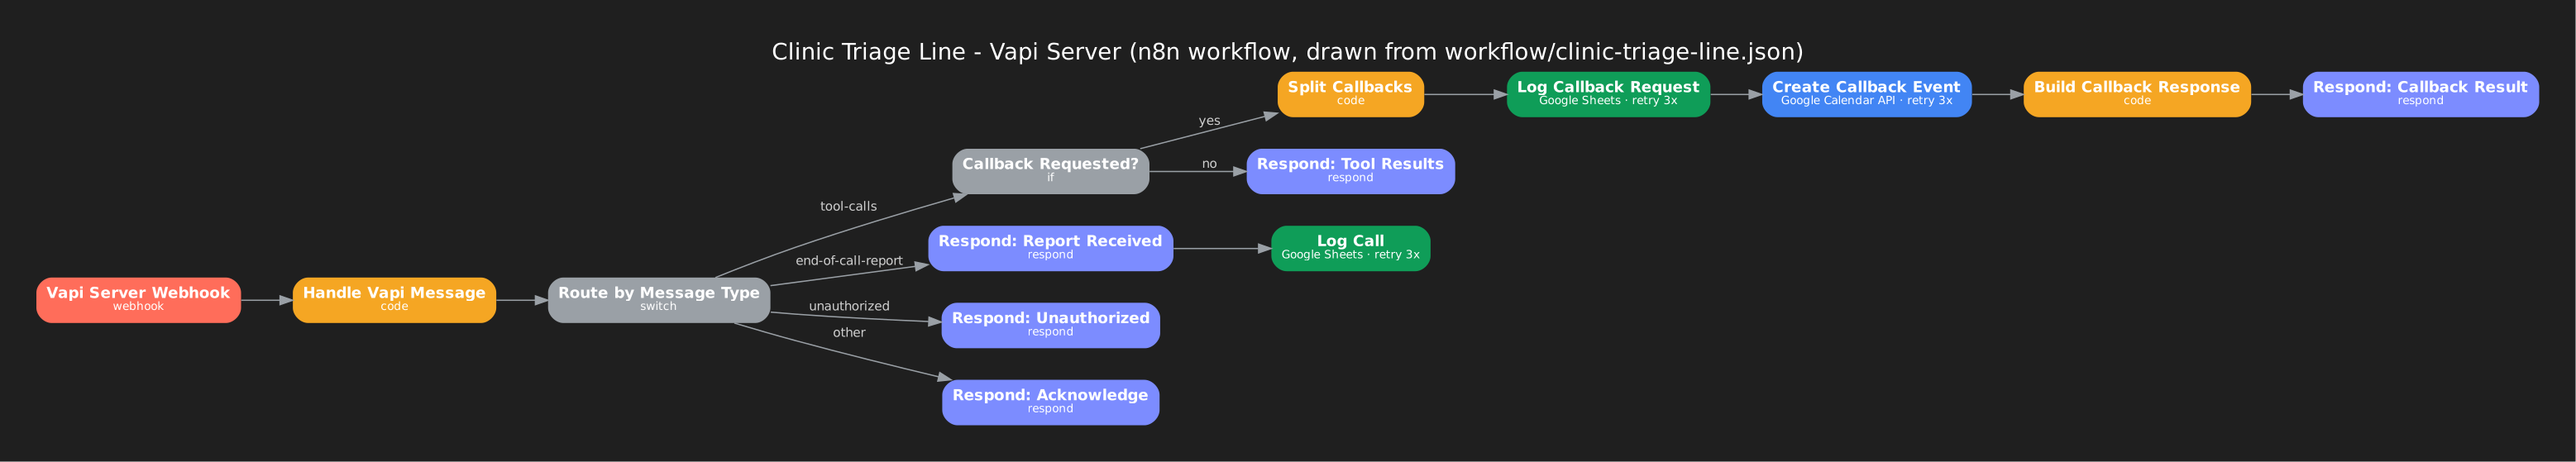 Clinic Triage Line - Vapi Server (n8n workflow, drawn from workflow/clinic-triage-line.json)
Split Callbacks
code
Log Callback Request
Google Sheets · retry 3x
Create Callback Event
Google Calendar API · retry 3x
Build Callback Response
code
Respond: Callback Result
respond
yes
Callback Requested?
if
no
Respond: Tool Results
respond
tool-calls
Respond: Report Received
respond
Log Call
Google Sheets · retry 3x
end-of-call-report
Vapi Server Webhook
webhook
Handle Vapi Message
code
Route by Message Type
switch
unauthorized
Respond: Unauthorized
respond
other
Respond: Acknowledge
respond